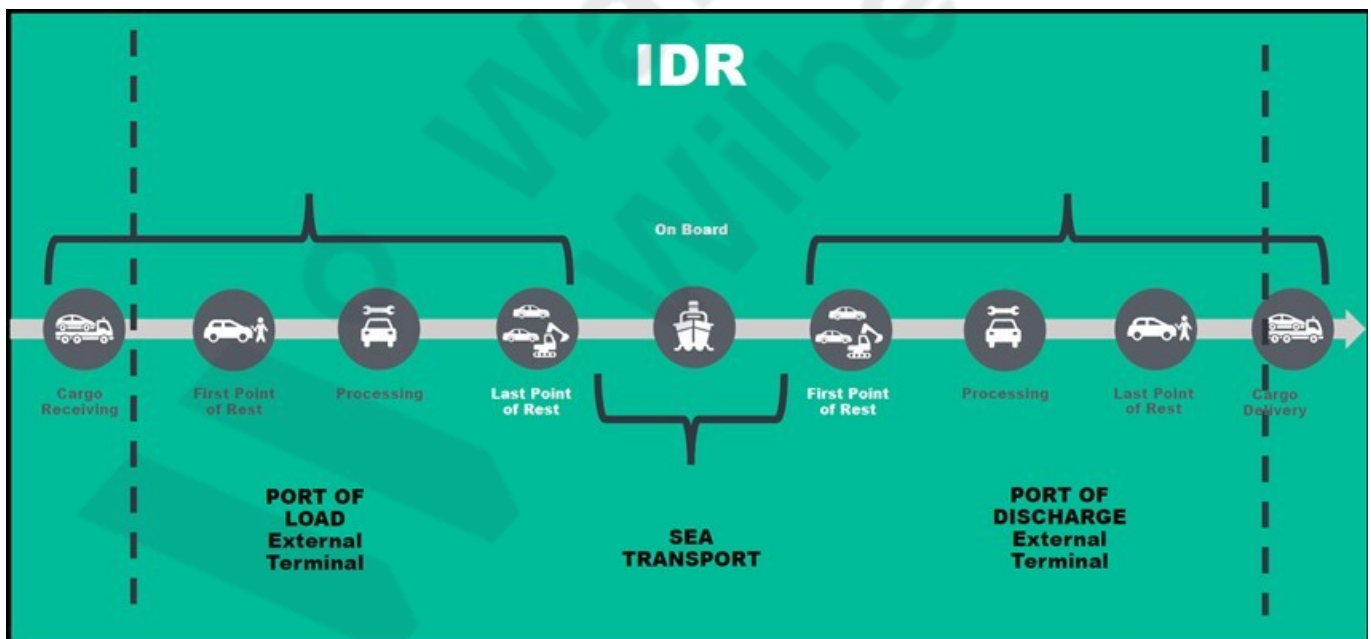 IDR
On Board
Cargo
Receiving
First Point
of Rest
Processing
Last Point
of Rest
First Point
of Rest
Processing
Last Point
of Rest
Cargo
Delivery
PORT OF
LOAD
External
Terminal
SEA
TRANSPORT
PORT OF
DISCHARGE
External
Terminal